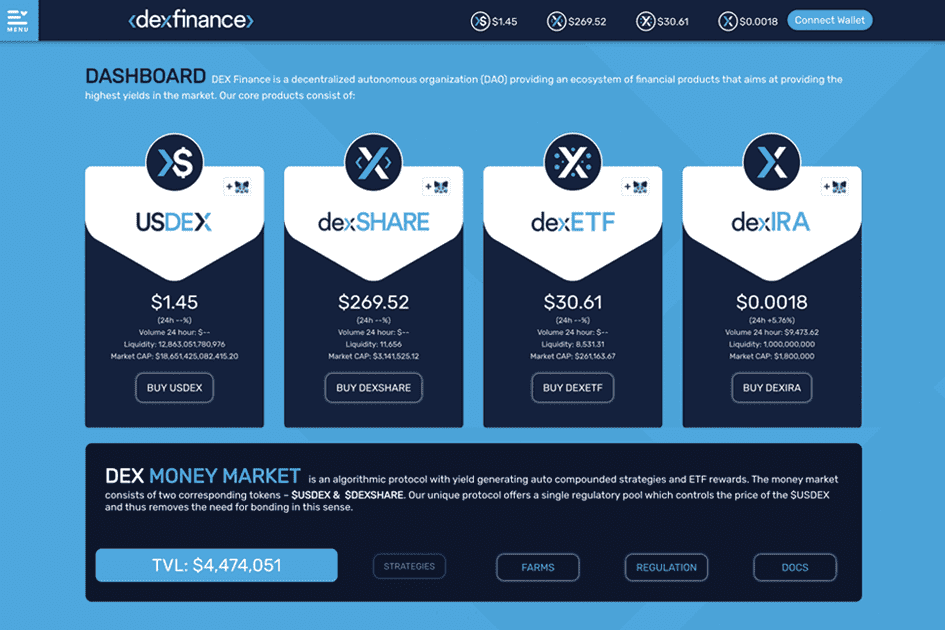 MENU
‹dexfinance›
$1.45
$269.52
$30.61
$0.0018
Connect Wallet
DASHBOARD DEX Finance is a decentralized autonomous organization (DAO) providing an ecosystem of financial products that aims at providing the
highest yields in the market. Our core products consist of:
+
USDEX
$1.45
(24h --%)
Volume 24 hour: $--
Liquidity: 12,863,051,780,976
Market CAP: $18,651,425,082,415.20
BUY USDEX
+
dexSHARE
$269.52
(24h --%)
Volume 24 hour: $--
Liquidity: 11,656
Market CAP: $3,141,525.12
BUY DEXSHARE
+
dexETF
$30.61
(24h --%)
Volume 24 hour: $--
Liquidity: 8,531.31
Market CAP: $261,163.67
BUY DEXETF
+
dexIRA
$0.0018
(24h +5.76%)
Volume 24 hour: $9,473.62
Liquidity: 1,000,000,000
Market CAP: $1,800,000
BUY DEXIRA
DEX MONEY MARKET is an algorithmic protocol with yield generating auto compounded strategies and ETF rewards. The money market
consists of two corresponding tokens – $USDEX & $DEXSHARE. Our unique protocol offers a single regulatory pool which controls the price of the $USDEX
and thus removes the need for bonding in this sense.
TVL: $4,474,051
STRATEGIES
FARMS
REGULATION
DOCS